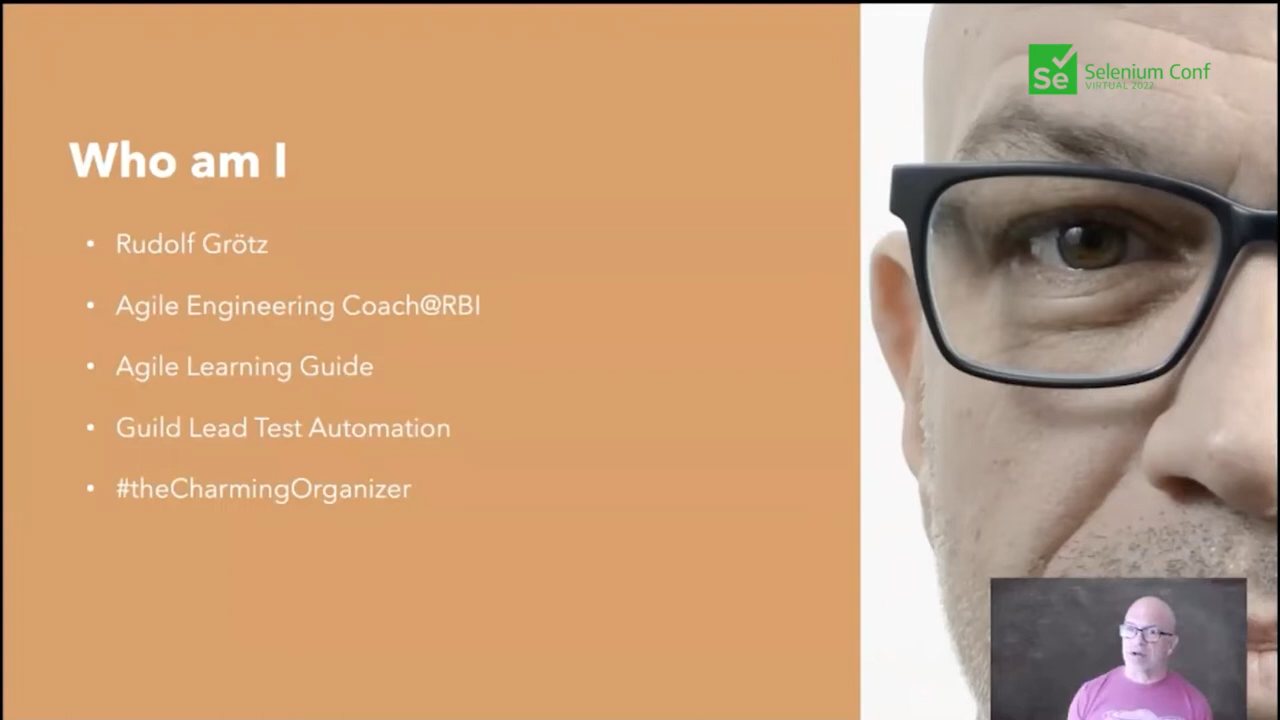 Se
Selenium Conf
VIRTUAL 2022
Who am I
• Rudolf Grötz
• Agile Engineering Coach@RBI
• Agile Learning Guide
• Guild Lead Test Automation
• #theCharmingOrganizer